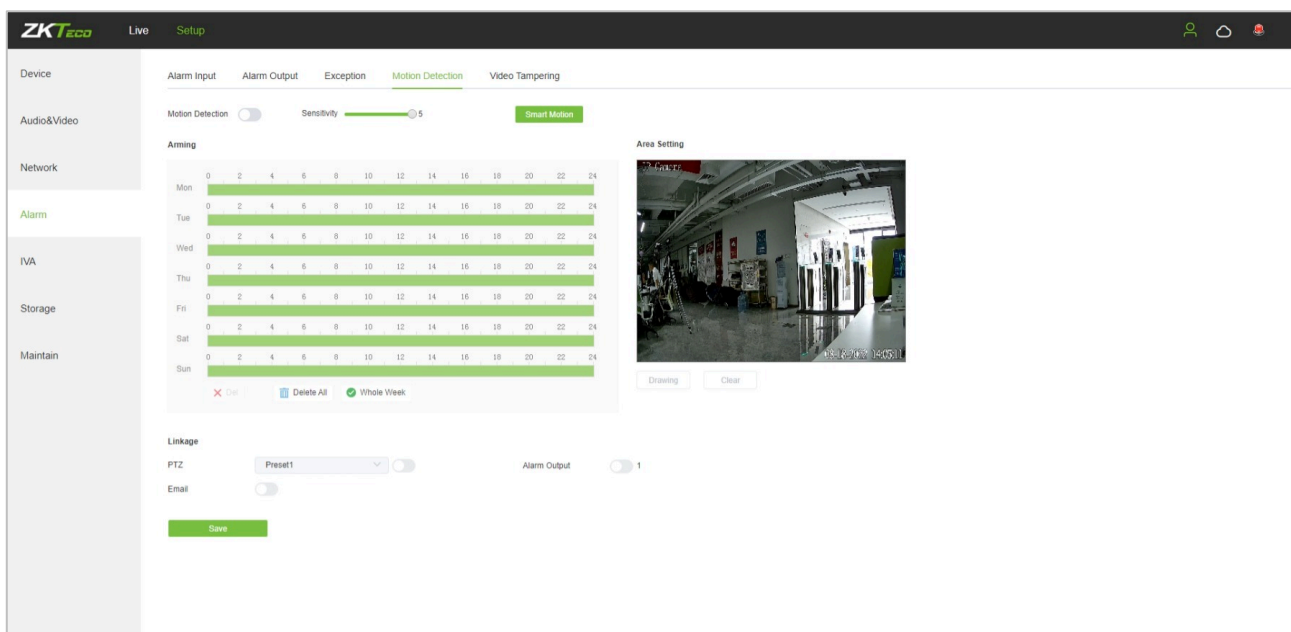 ZKTeco Live Setup
Device
Audio&Video
Network
Alarm
IVA
Storage
Maintain
Alarm Input Alarm Output Exception Motion Detection Video Tampering
Motion Detection Sensitivity 5 Smart Motion
Arming
0 2 4 6 8 10 12 14 16 18 20 22 24
Mon
0 2 4 6 8 10 12 14 16 18 20 22 24
Tue
0 2 4 6 8 10 12 14 16 18 20 22 24
Wed
0 2 4 6 8 10 12 14 16 18 20 22 24
Thu
0 2 4 6 8 10 12 14 16 18 20 22 24
Fri
0 2 4 6 8 10 12 14 16 18 20 22 24
Sat
0 2 4 6 8 10 12 14 16 18 20 22 24
Sun
Del Delete All Whole Week
Area Setting
IP Camera
14:05:11
Drawing Clear
Linkage
PTZ Preset1 Alarm Output 1
Email
Save